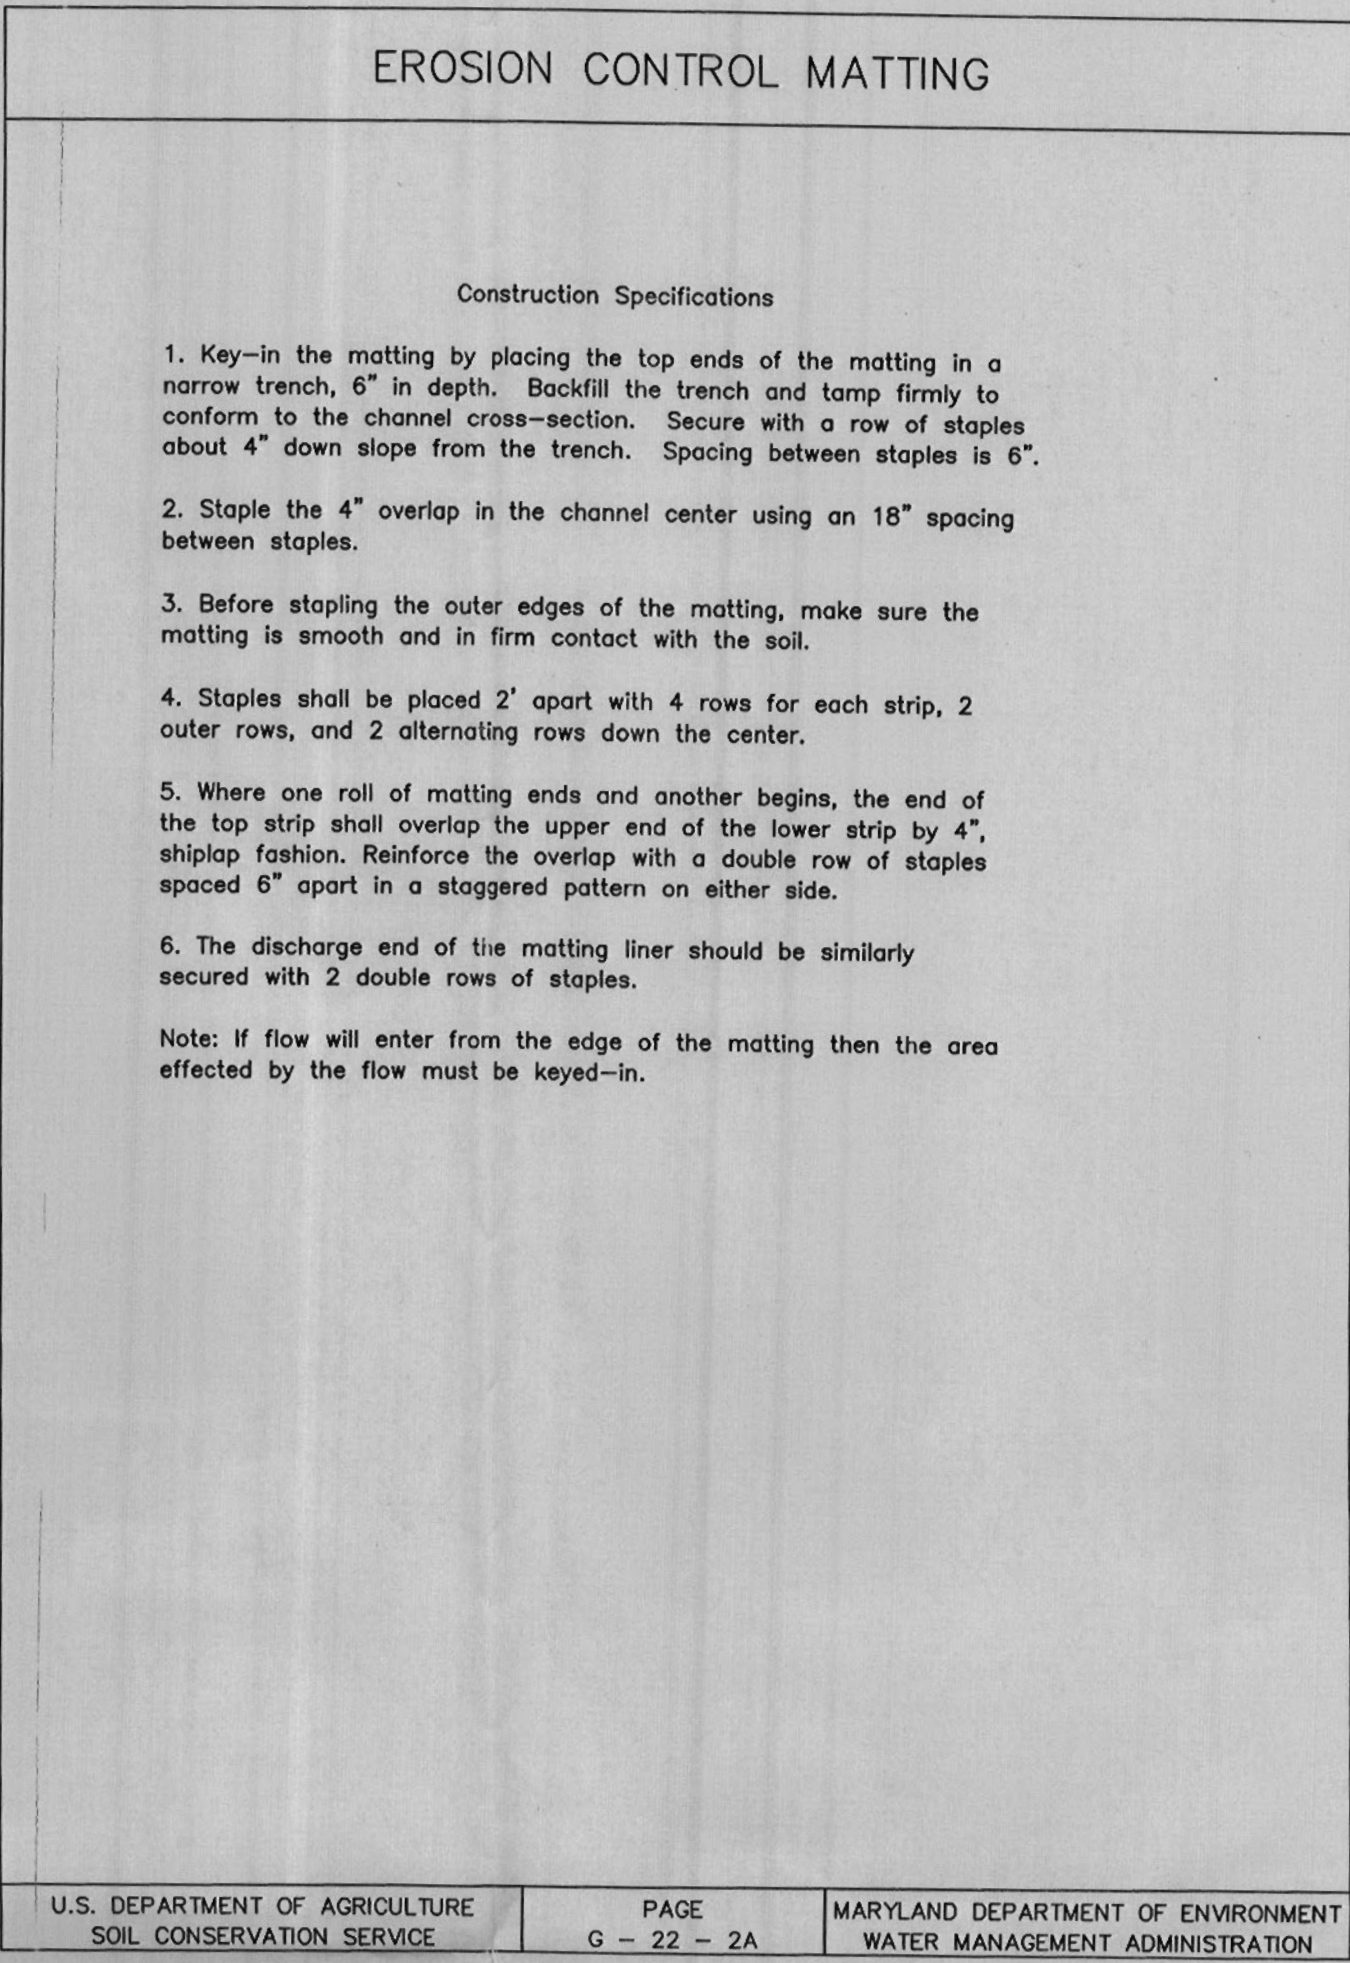 EROSION CONTROL MATTING
Construction Specifications
1. Key-in the matting by placing the top ends of the matting in a
narrow trench, 6" in depth. Backfill the trench and tamp firmly to
conform to the channel cross-section. Secure with a row of staples
about 4" down slope from the trench. Spacing between staples is 6".
2. Staple the 4" overlap in the channel center using an 18" spacing
between staples.
3. Before stapling the outer edges of the matting, make sure the
matting is smooth and in firm contact with the soil.
4. Staples shall be placed 2' apart with 4 rows for each strip, 2
outer rows, and 2 alternating rows down the center.
5. Where one roll of matting ends and another begins, the end of
the top strip shall overlap the upper end of the lower strip by 4",
shiplap fashion. Reinforce the overlap with a double row of staples
spaced 6" apart in a staggered pattern on either side.
6. The discharge end of the matting liner should be similarly
secured with 2 double rows of staples.
Note: If flow will enter from the edge of the matting then the area
effected by the flow must be keyed-in.
U.S. DEPARTMENT OF AGRICULTURE
SOIL CONSERVATION SERVICE
PAGE
G - 22 - 2A
MARYLAND DEPARTMENT OF ENVIRONMENT
WATER MANAGEMENT ADMINISTRATION